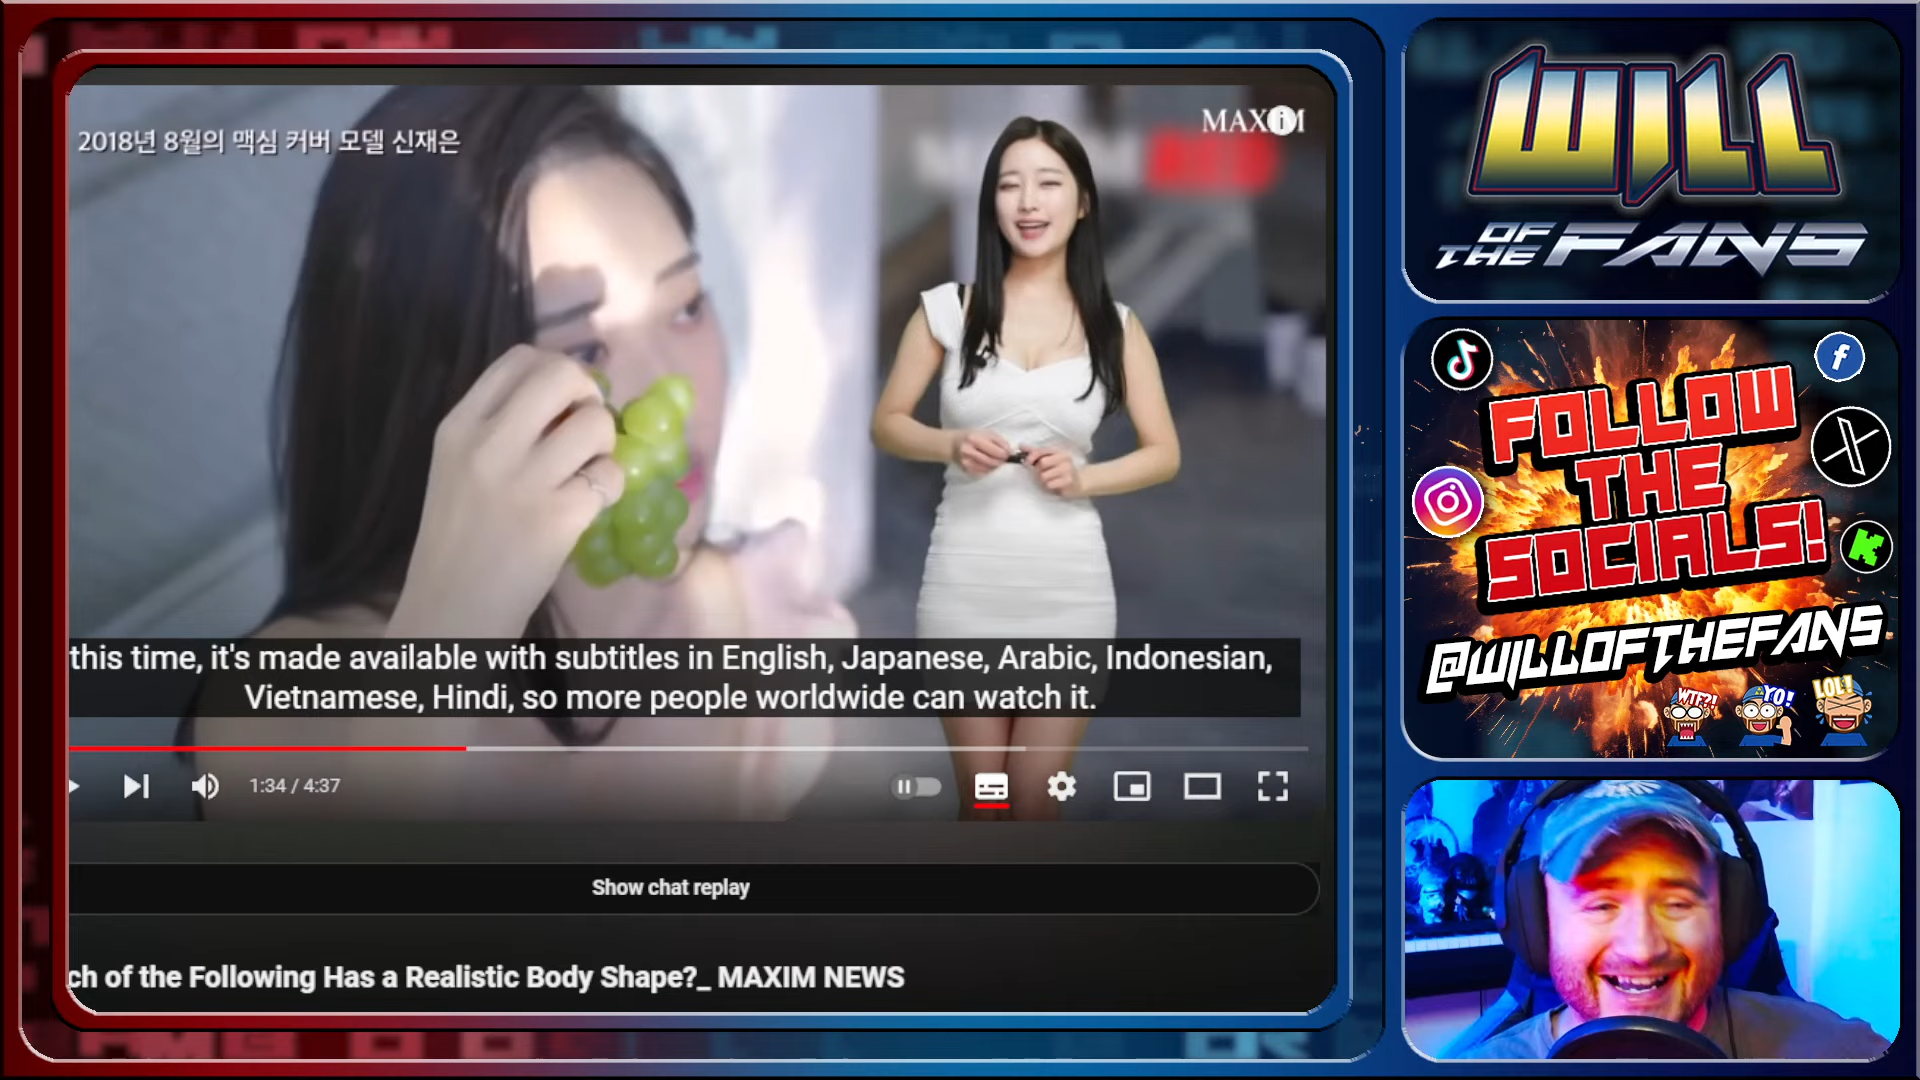 2018년 8월의 맥심 커버 모델 신재은
MAXIM
this time, it's made available with subtitles in English, Japanese, Arabic, Indonesian,
Vietnamese, Hindi, so more people worldwide can watch it.
1:34 / 4:37
Show chat replay
ch of the Following Has a Realistic Body Shape?_ MAXIM NEWS
WILL
OF
THE FANS
FOLLOW
THE
SOCIALS!
@WILLOFTHEFANS
WTF?!
YO!
LOL!